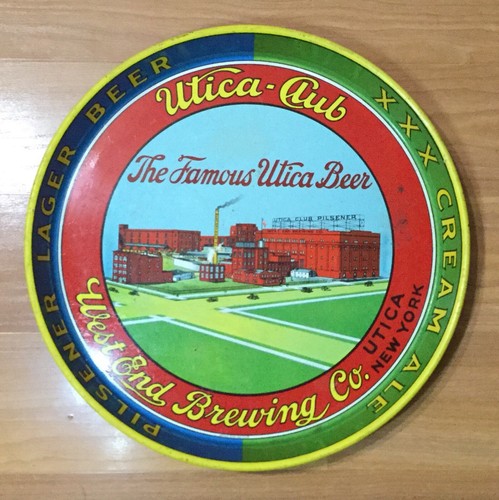 PILSENER LAGER BEER
XXX CREAM ALE
Utica-Club
The Famous Utica Beer
UTICA CLUB PILSENER
West End Brewing Co.
UTICA
NEW YORK